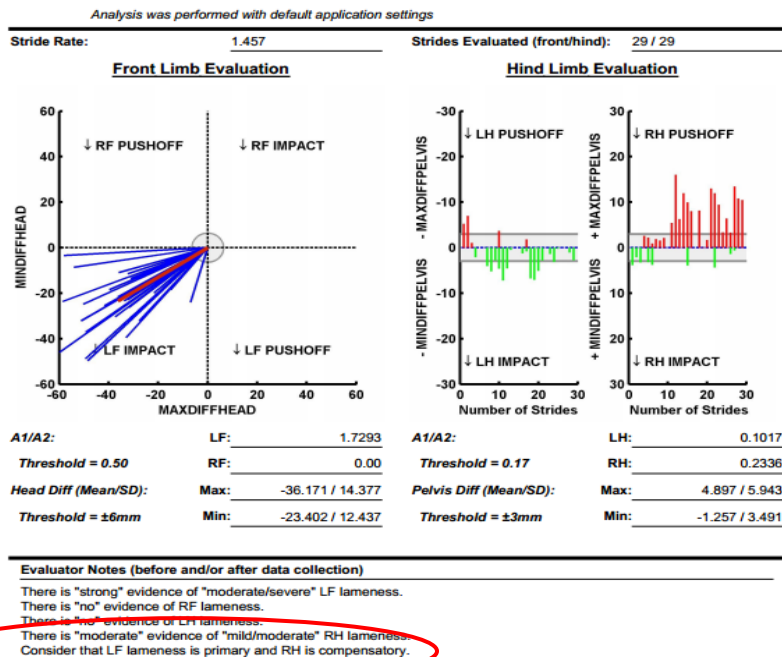 Analysis was performed with default application settings
Stride Rate: 1.457 Strides Evaluated (front/hind): 29 / 29
Front Limb Evaluation Hind Limb Evaluation
60
40
20
0
-20
-40
-60
MINDIFFHEAD
↓ RF PUSHOFF ↓ RF IMPACT
↓ LF IMPACT ↓ LF PUSHOFF
-60 -40 -20 0 20 40 60
MAXDIFFHEAD
-30
-20
-10
0
10
20
-30
- MAXDIFFPELVIS
- MINDIFFPELVIS
↓ LH PUSHOFF
↓ LH IMPACT
0 10 20 30
Number of Strides
30
20
10
0
10
20
30
+ MAXDIFFPELVIS
+ MINDIFFPELVIS
↓ RH PUSHOFF
↓ RH IMPACT
0 10 20 30
Number of Strides
A1/A2: LF: 1.7293 A1/A2: LH: 0.1017
Threshold = 0.50 RF: 0.00 Threshold = 0.17 RH: 0.2336
Head Diff (Mean/SD): Max: -36.171 / 14.377 Pelvis Diff (Mean/SD): Max: 4.897 / 5.943
Threshold = ±6mm Min: -23.402 / 12.437 Threshold = ±3mm Min: -1.257 / 3.491
Evaluator Notes (before and/or after data collection)
There is "strong" evidence of "moderate/severe" LF lameness.
There is "no" evidence of RF lameness.
There is "no" evidence of LH lameness.
There is "moderate" evidence of "mild/moderate" RH lameness.
Consider that LF lameness is primary and RH is compensatory.